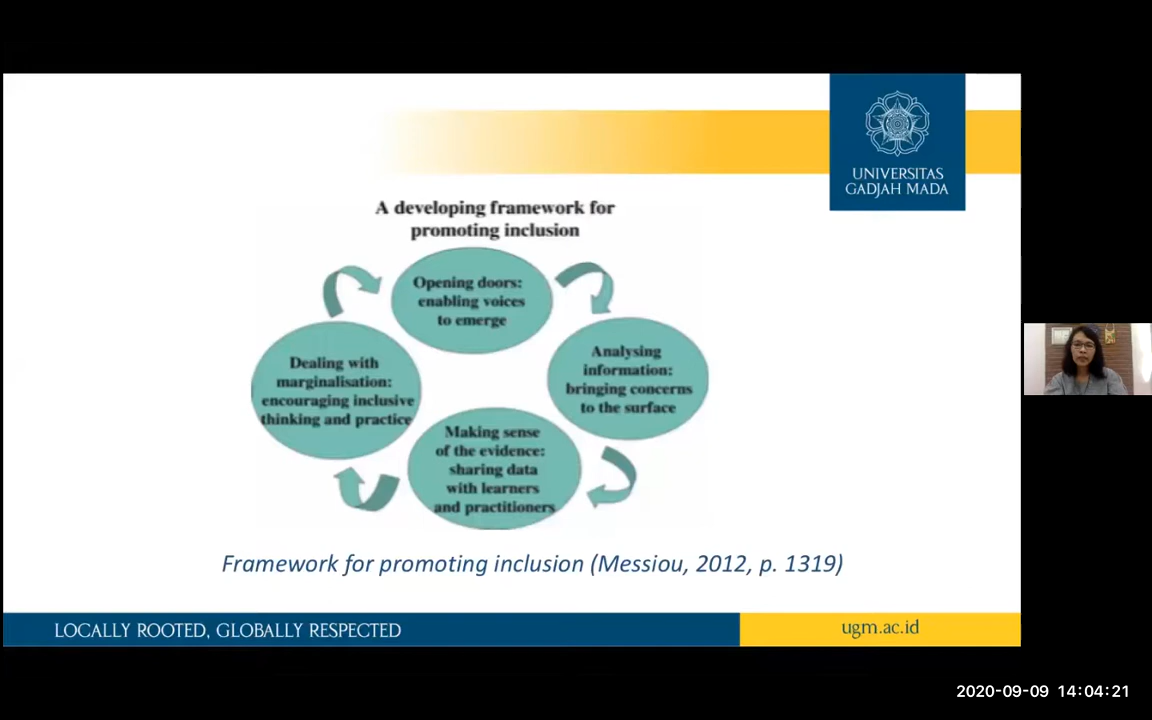 UNIVERSITAS
GADJAH MADA
A developing framework for
promoting inclusion
Opening doors:
enabling voices
to emerge
Analysing
information:
bringing concerns
to the surface
Making sense
of the evidence:
sharing data
with learners
and practitioners
Dealing with
marginalisation:
encouraging inclusive
thinking and practice
Framework for promoting inclusion (Messiou, 2012, p. 1319)
LOCALLY ROOTED, GLOBALLY RESPECTED
ugm.ac.id
2020-09-09 14:04:21